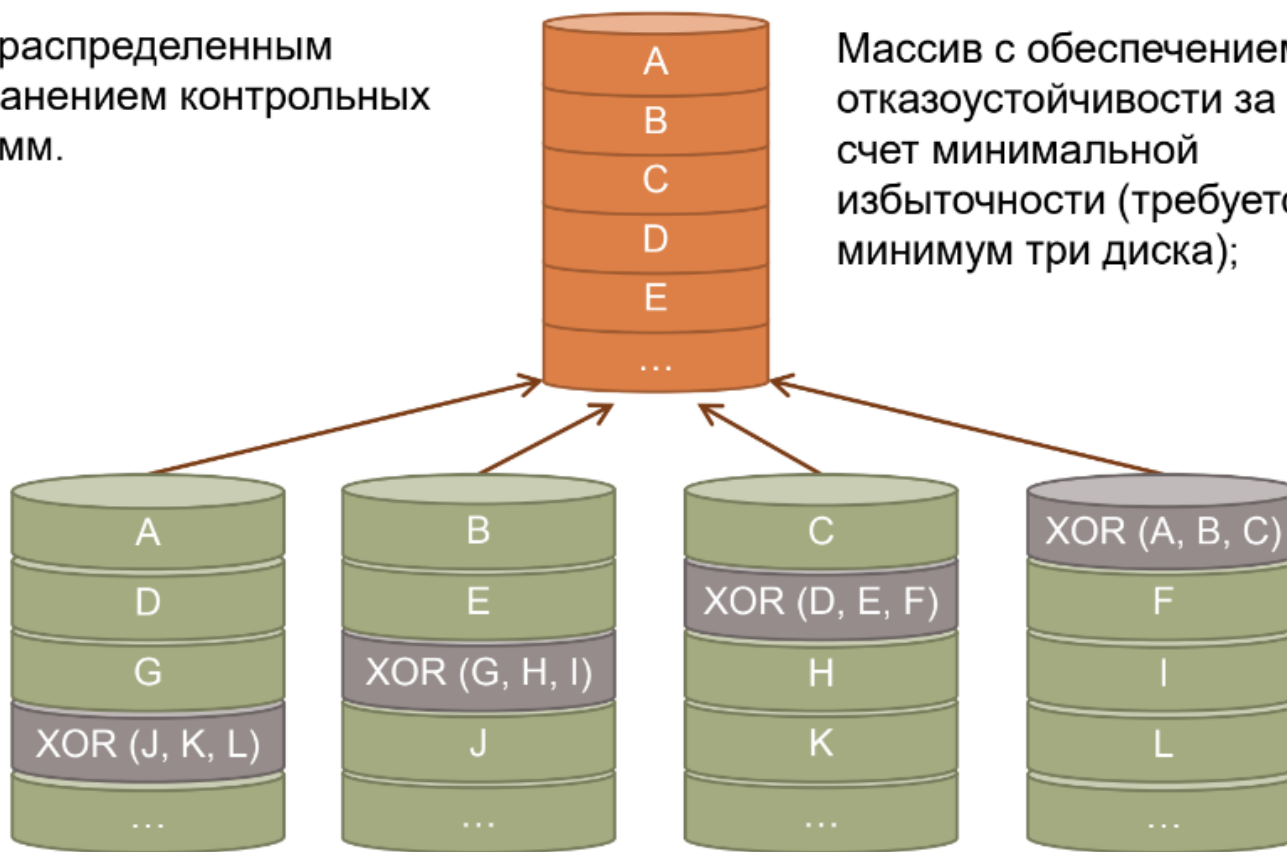 распределенным
анением контрольных
мм.
Массив с обеспечением
отказоустойчивости за
счет минимальной
избыточности (требуетс
минимум три диска);
A
B
C
D
E
...
A
D
G
XOR (J, K, L)
...
B
E
XOR (G, H, I)
J
...
C
XOR (D, E, F)
H
K
...
XOR (A, B, C)
F
I
L
...